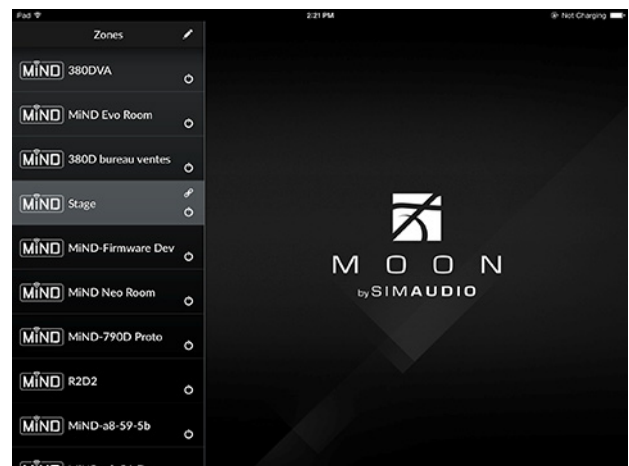 iPad
2:21 PM
Not Charging
Zones
MiND 380DVA
MiND MiND Evo Room
MiND 380D bureau ventes
MiND Stage
MiND MiND-Firmware Dev
MiND MiND Neo Room
MiND MiND-790D Proto
MiND R2D2
MiND MiND-a8-59-5b
MOON
by SIMAUDIO